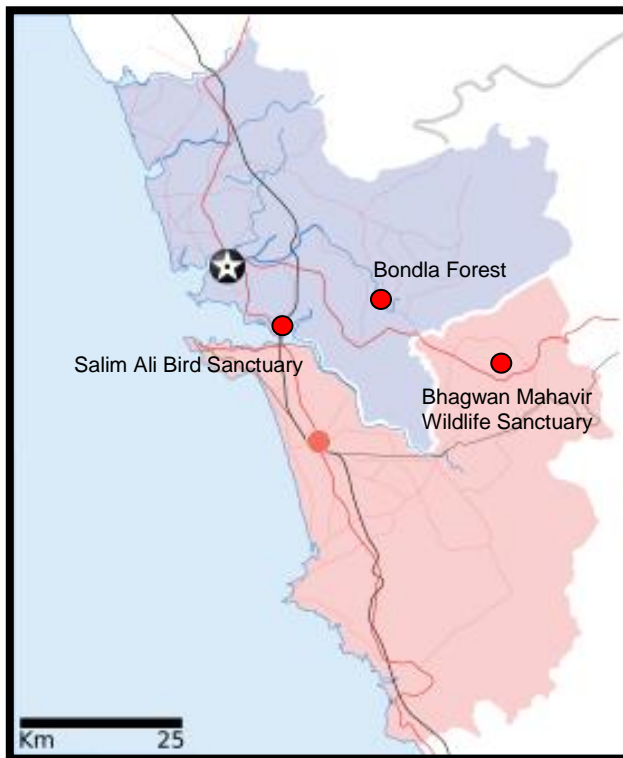 Bondla Forest
Salim Ali Bird Sanctuary
Bhagwan Mahavir
Wildlife Sanctuary
Km 25